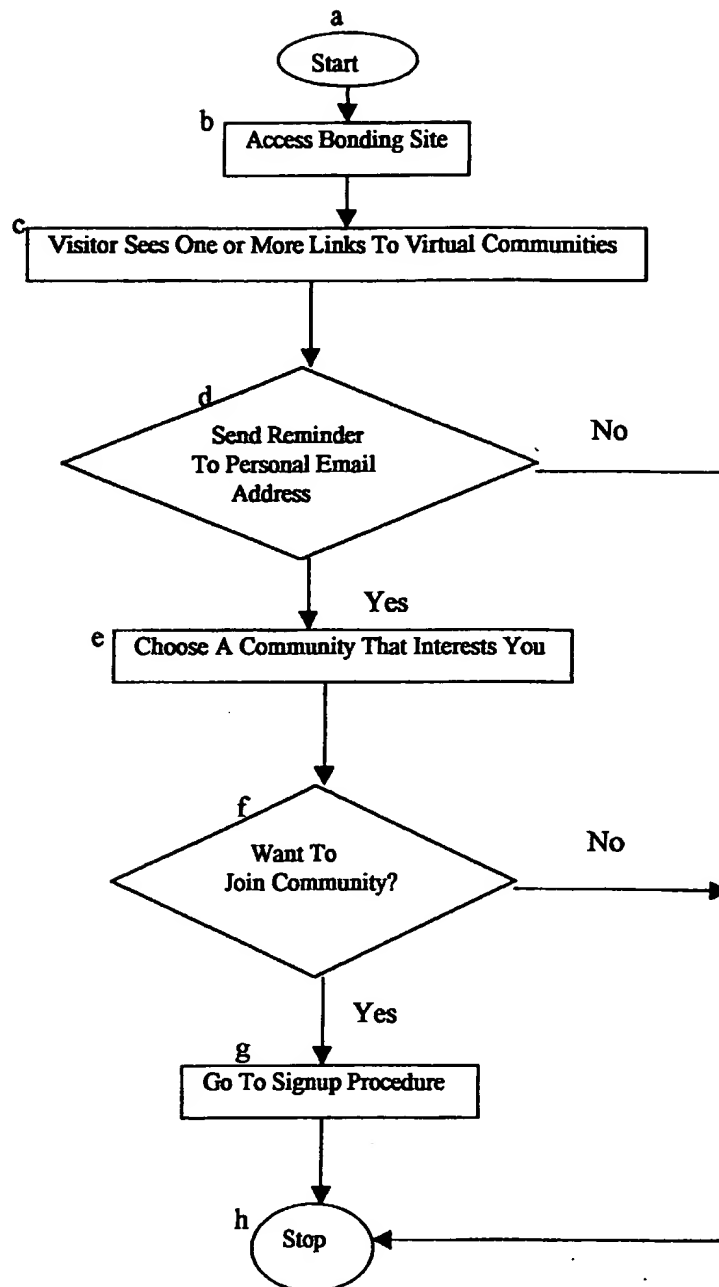 a
Start
b
Access Bonding Site
c
Visitor Sees One or More Links To Virtual Communities
d
Send Reminder
To Personal Email
Address
No
Yes
e
Choose A Community That Interests You
f
Want To
Join Community?
No
Yes
g
Go To Signup Procedure
h
Stop